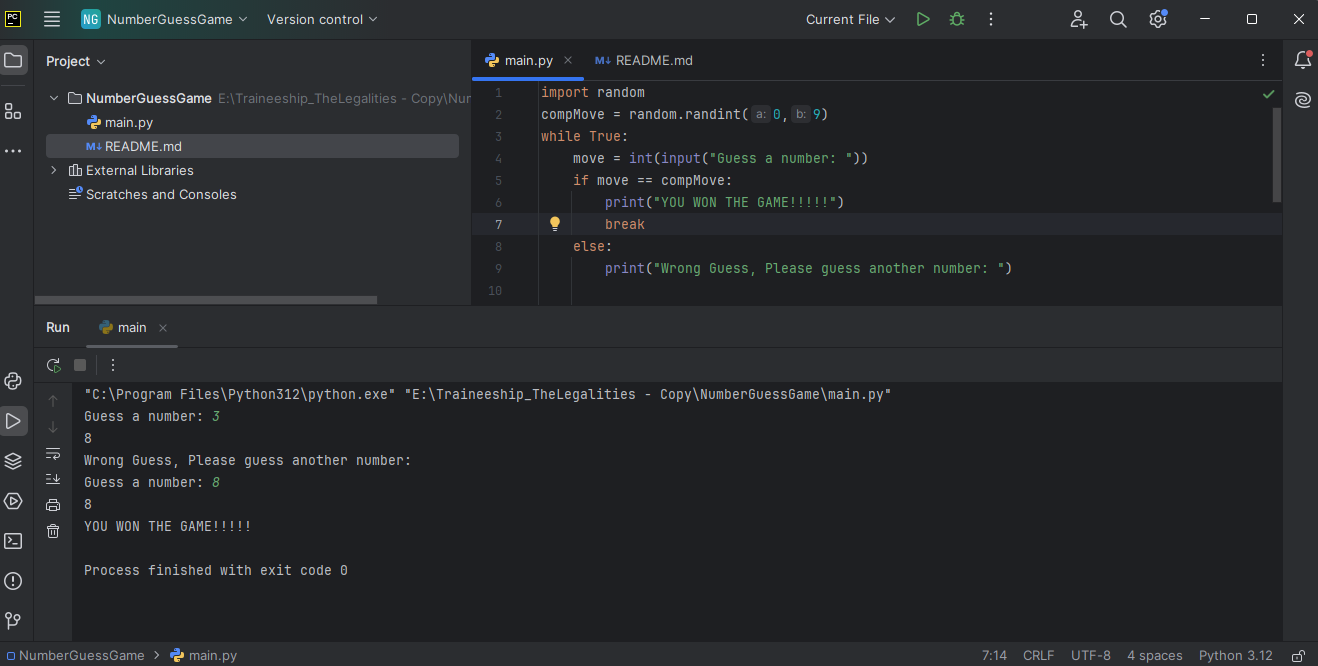 PC NG NumberGuessGame Version control Current File
Project
NumberGuessGame E:\Traineeship_TheLegalities - Copy\Nur
main.py
M↓ README.md
External Libraries
Scratches and Consoles
main.py M↓ README.md
1 import random
2 compMove = random.randint( a: 0, b: 9)
3 while True:
4 move = int(input("Guess a number: "))
5 if move == compMove:
6 print("YOU WON THE GAME!!!!!")
7 break
8 else:
9 print("Wrong Guess, Please guess another number: ")
10
Run main
"C:\Program Files\Python312\python.exe" "E:\Traineeship_TheLegalities - Copy\NumberGuessGame\main.py"
Guess a number: 3
8
Wrong Guess, Please guess another number:
Guess a number: 8
8
YOU WON THE GAME!!!!!
Process finished with exit code 0
NumberGuessGame > main.py 7:14 CRLF UTF-8 4 spaces Python 3.12